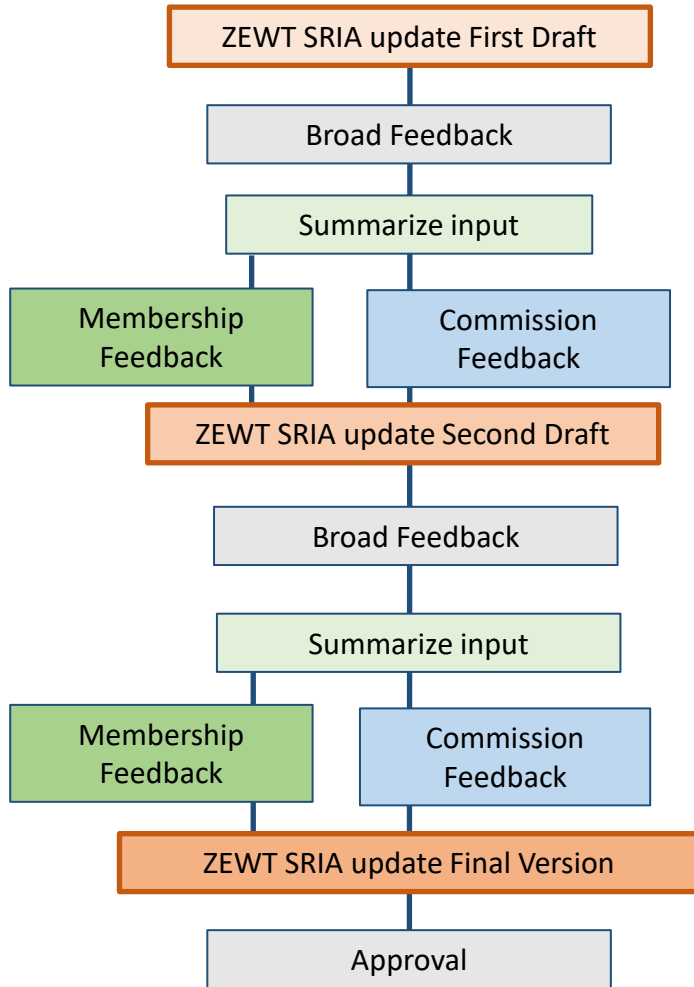 ZEWT SRIA update First Draft
Broad Feedback
Summarize input
Membership
Feedback
Commission
Feedback
ZEWT SRIA update Second Draft
Broad Feedback
Summarize input
Membership
Feedback
Commission
Feedback
ZEWT SRIA update Final Version
Approval